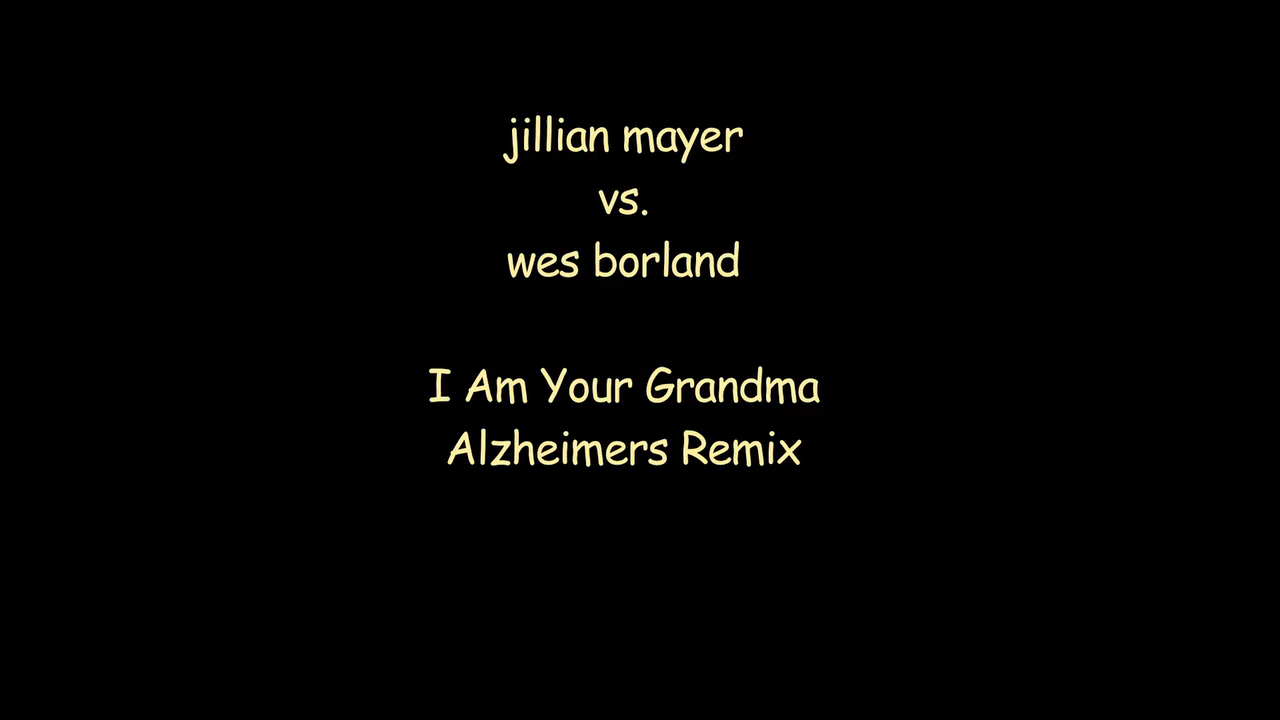 jillian mayer
vs.
wes borland
I Am Your Grandma
Alzheimers Remix